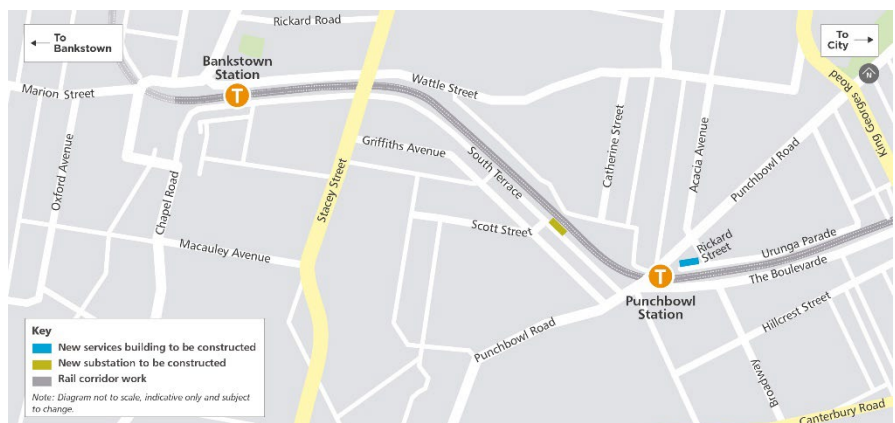 To
Bankstown
Rickard Road
To
City
Bankstown
Station
T
N
Marion Street
Wattle Street
King Georges Road
Oxford Avenue
Chapel Road
Griffiths Avenue
South Terrace
Catherine Street
Acacia Avenue
Punchbowl Road
Stacey Street
Macauley Avenue
Scott Street
Rickard
Street
Urunga Parade
The Boulevarde
T
Punchbowl
Station
Hillcrest Street
Punchbowl Road
Broadway
Canterbury Road
Key
New services building to be constructed
New substation to be constructed
Rail corridor work
Note: Diagram not to scale, indicative only and subject
to change.